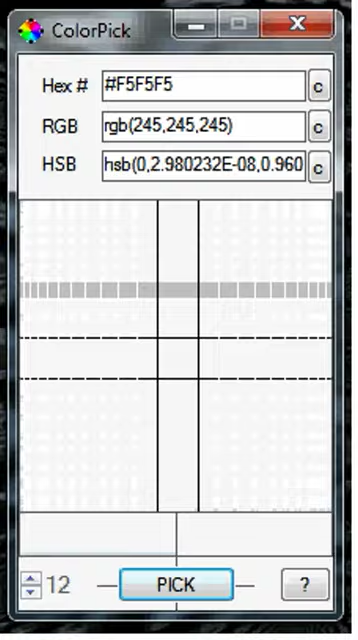 ColorPick
Hex # #F5F5F5 c
RGB rgb(245,245,245) c
HSB hsb(0,2.980232E-08,0.960 c
12 PICK ?